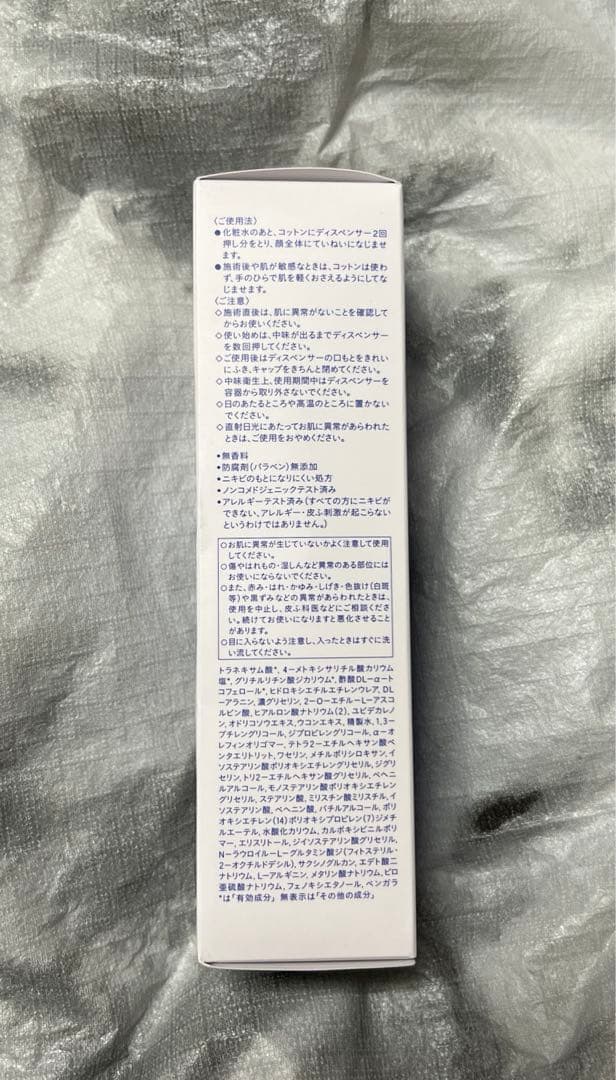 〈ご使用法〉
●化粧水のあと、コットンにディスペンサー2回
押し分をとり、顔全体にていねいになじませ
ます。
●施術後や肌が敏感なときは、コットンは使わ
ず、手のひらで肌を軽くおさえるようにしてな
じませます。
〈ご注意〉
◇施術直後は、肌に異常がないことを確認して
からお使いください。
◇使い始めは、中味が出るまでディスペンサー
を数回押してください。
◇ご使用後はディスペンサーの口もとをきれい
にふき、キャップをきちんと閉めてください。
◇中味衛生上、使用期間中はディスペンサーを
容器から取り外さないでください。
◇日のあたるところや高温のところに置かない
でください。
◇直射日光にあたってお肌に異常があらわれた
ときは、ご使用をおやめください。
•無香料
•防腐剤(パラベン)無添加
•ニキビのもとになりにくい処方
•ノンコメドジェニックテスト済み
•アレルギーテスト済み(すべての方にニキビが
できない、アレルギー・皮ふ刺激が起こらない
というわけではありません。)
○お肌に異常が生じていないかよく注意して使用
してください。
○傷やはれもの・湿しんなど異常のある部位には
お使いにならないでください。
○また、赤み・はれ・かゆみ・しげき・色抜け(白斑
等)や黒ずみなどの異常があらわれたときは、
使用を中止し、皮ふ科医などにご相談くださ
い。続けてお使いになりますと悪化させること
があります。
○目に入らないよう注意し、入ったときはすぐに洗
い流してください。
トラネキサム酸*、4ーメトキシサリチル酸カリウム
塩*、グリチルリチン酸ジカリウム*、酢酸DLーαート
コフェロール*、ヒドロキシエチルエチレンウレア、DL
ーアラニン、濃グリセリン、2ーOーエチルーLーアスコ
ルビン酸、ヒアルロン酸ナトリウム(2)、ユビデカレノ
ン、オドリコソウエキス、ウコンエキス、精製水、1,3ー
ブチレングリコール、ジプロピレングリコール、αーオ
レフィンオリゴマー、テトラ2ーエチルヘキサン酸ペ
ンタエリトリット、ワセリン、メチルポリシロキサン、イ
ソステアリン酸ポリオキシエチレングリセリル、ジグリ
セリン、トリ2ーエチルヘキサン酸グリセリル、ベヘニ
ルアルコール、モノステアリン酸ポリオキシエチレン
グリセリル、ステアリン酸、ミリスチン酸ミリスチル、イ
ソステアリン酸、ベヘニン酸、バチルアルコール、ポリ
オキシエチレン(14)ポリオキシプロピレン(7)ジメチ
ルエーテル、水酸化カリウム、カルボキシビニルポリ
マー、エリスリトール、ジイソステアリン酸グリセリル、
NーラウロイルーLーグルタミン酸ジ(フィトステリル・
2ーオクチルドデシル)、サクシノグルカン、エデト酸二
ナトリウム、Lーアルギニン、メタリン酸ナトリウム、ピロ
亜硫酸ナトリウム、フェノキシエタノール、ベンガラ
*は「有効成分」 無表示は「その他の成分」